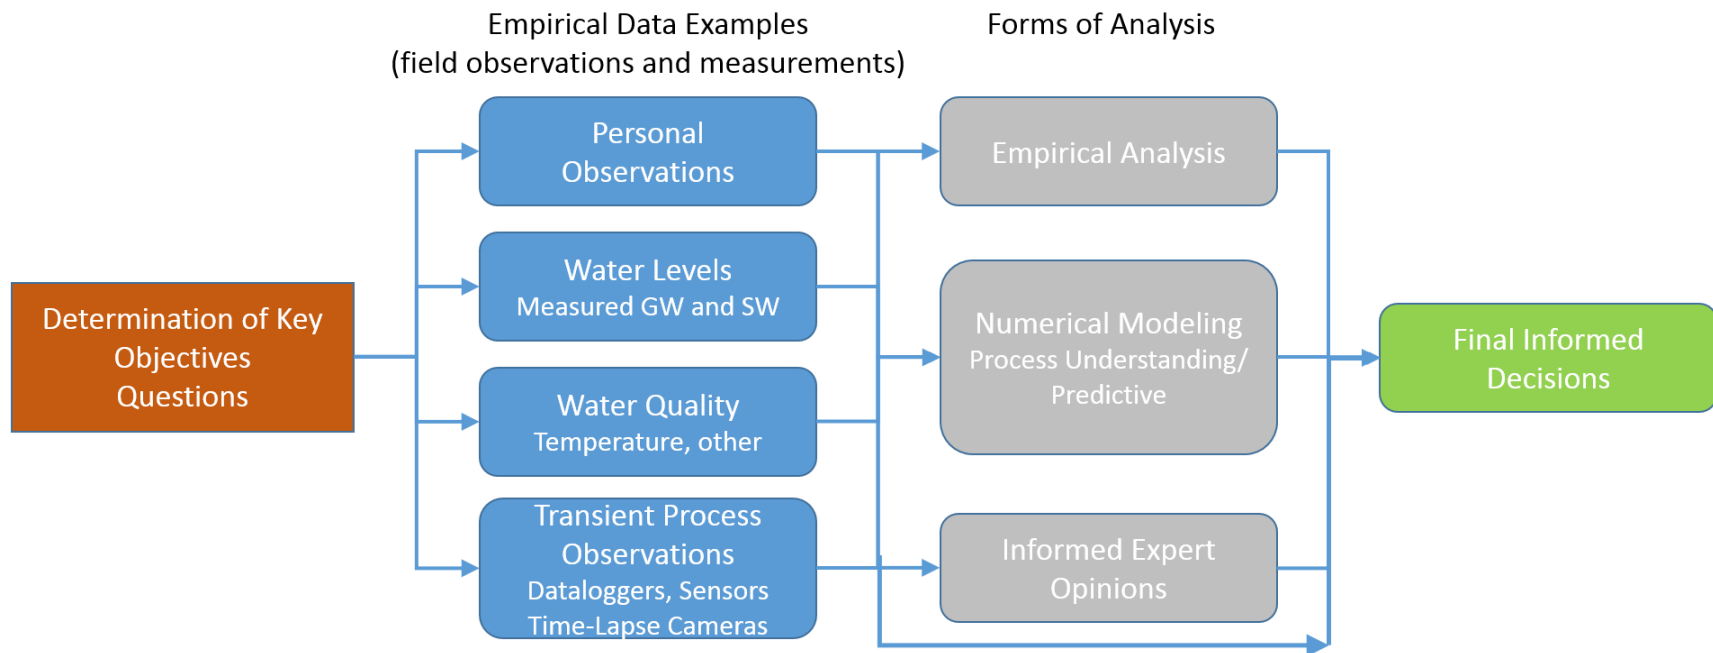 Empirical Data Examples
(field observations and measurements)
Forms of Analysis
Determination of Key
Objectives
Questions
Personal
Observations
Water Levels
Measured GW and SW
Water Quality
Temperature, other
Transient Process
Observations
Dataloggers, Sensors
Time-Lapse Cameras
Empirical Analysis
Numerical Modeling
Process Understanding/
Predictive
Informed Expert
Opinions
Final Informed
Decisions